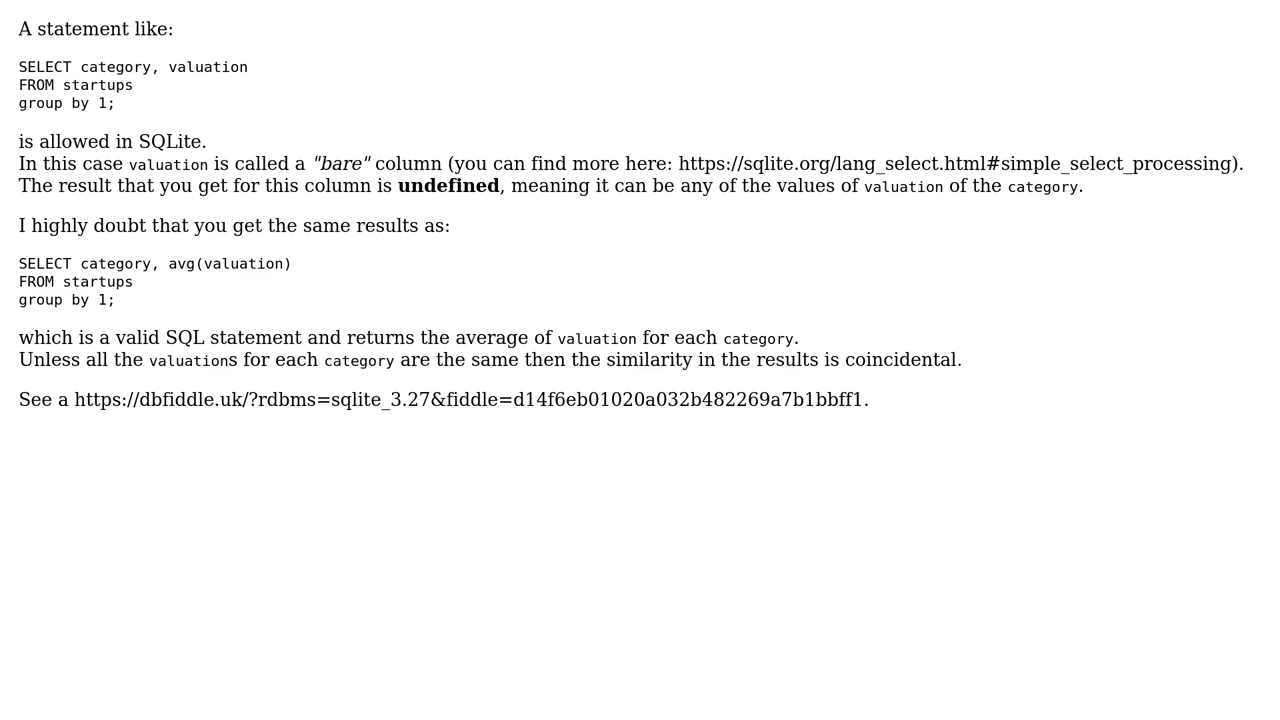 A statement like:
SELECT category, valuation
FROM startups
group by 1;
is allowed in SQLite.
In this case valuation is called a "bare" column (you can find more here: https://sqlite.org/lang_select.html#simple_select_processing).
The result that you get for this column is undefined, meaning it can be any of the values of valuation of the category.
I highly doubt that you get the same results as:
SELECT category, avg(valuation)
FROM startups
group by 1;
which is a valid SQL statement and returns the average of valuation for each category.
Unless all the valuations for each category are the same then the similarity in the results is coincidental.
See a https://dbfiddle.uk/?rdbms=sqlite_3.27&fiddle=d14f6eb01020a032b482269a7b1bbff1.